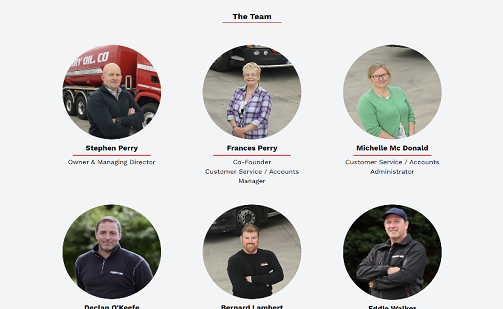 The Team
RY OIL CO
Stephen Perry
Owner & Managing Director
Frances Perry
Co-Founder
Customer Service / Accounts
Manager
Michelle Mc Donald
Customer Service / Accounts
Administrator
Declan O'Keefe
Bernard Lambert
Eddie Walker